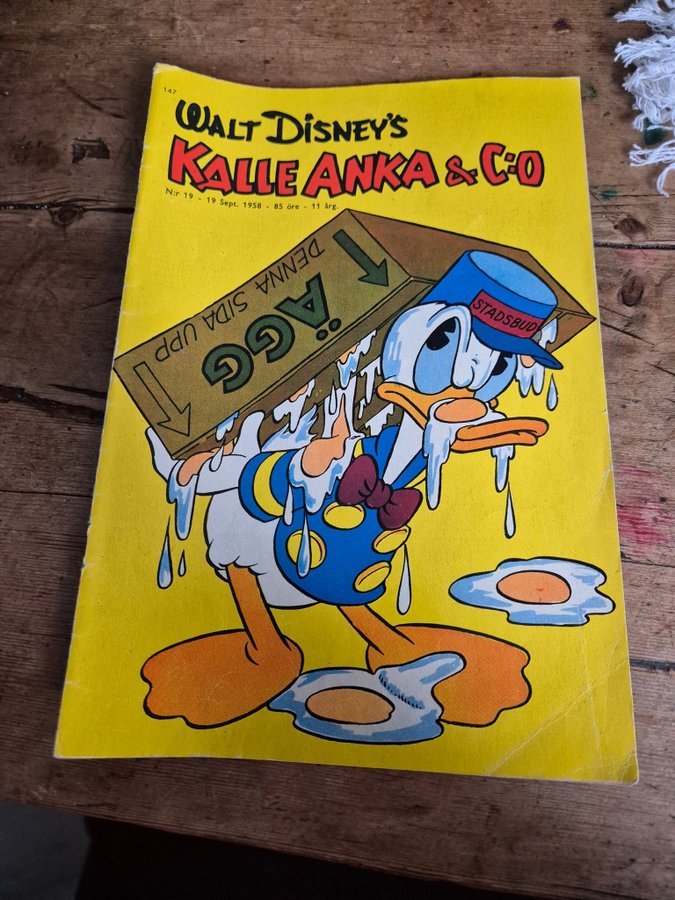 147
WALT DISNEY'S
KALLE ANKA & C:O
N:r 19 - 19 Sept. 1958 - 85 öre - 11 årg.
DENNA SIDA UPP
ÄGG
STADSBUD